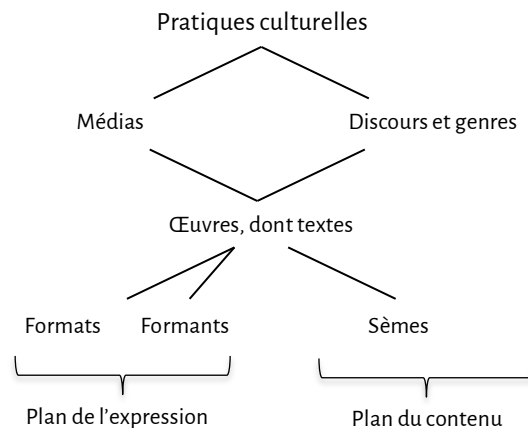 Pratiques culturelles
Médias
Discours et genres
Œuvres, dont textes
Formats
Formants
Sèmes
Plan de l’expression
Plan du contenu